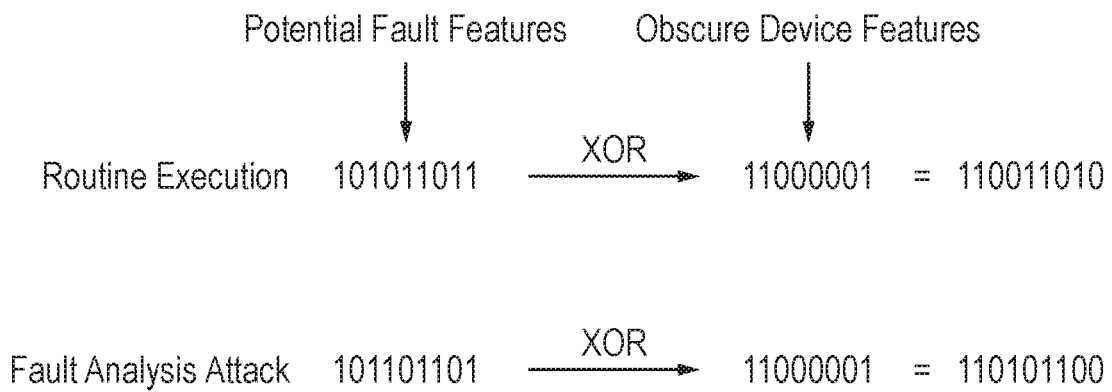 Potential Fault Features Obscure Device Features
XOR
Routine Execution 101011011 11000001 = 110011010
XOR
Fault Analysis Attack 101101101 11000001 = 110101100